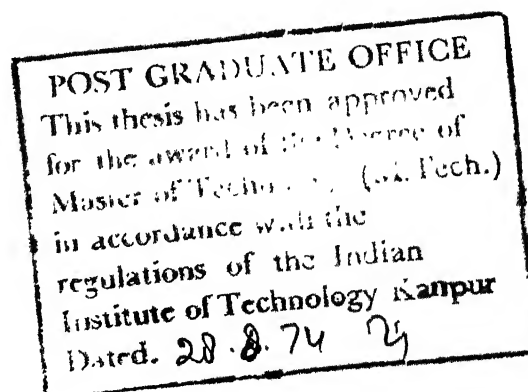 POST GRADUATE OFFICE
This thesis has been approved
for the award of the Degree of
Master of Technology (M.Tech.)
in accordance with the
regulations of the Indian
Institute of Technology Kanpur
Dated. 28.8.74